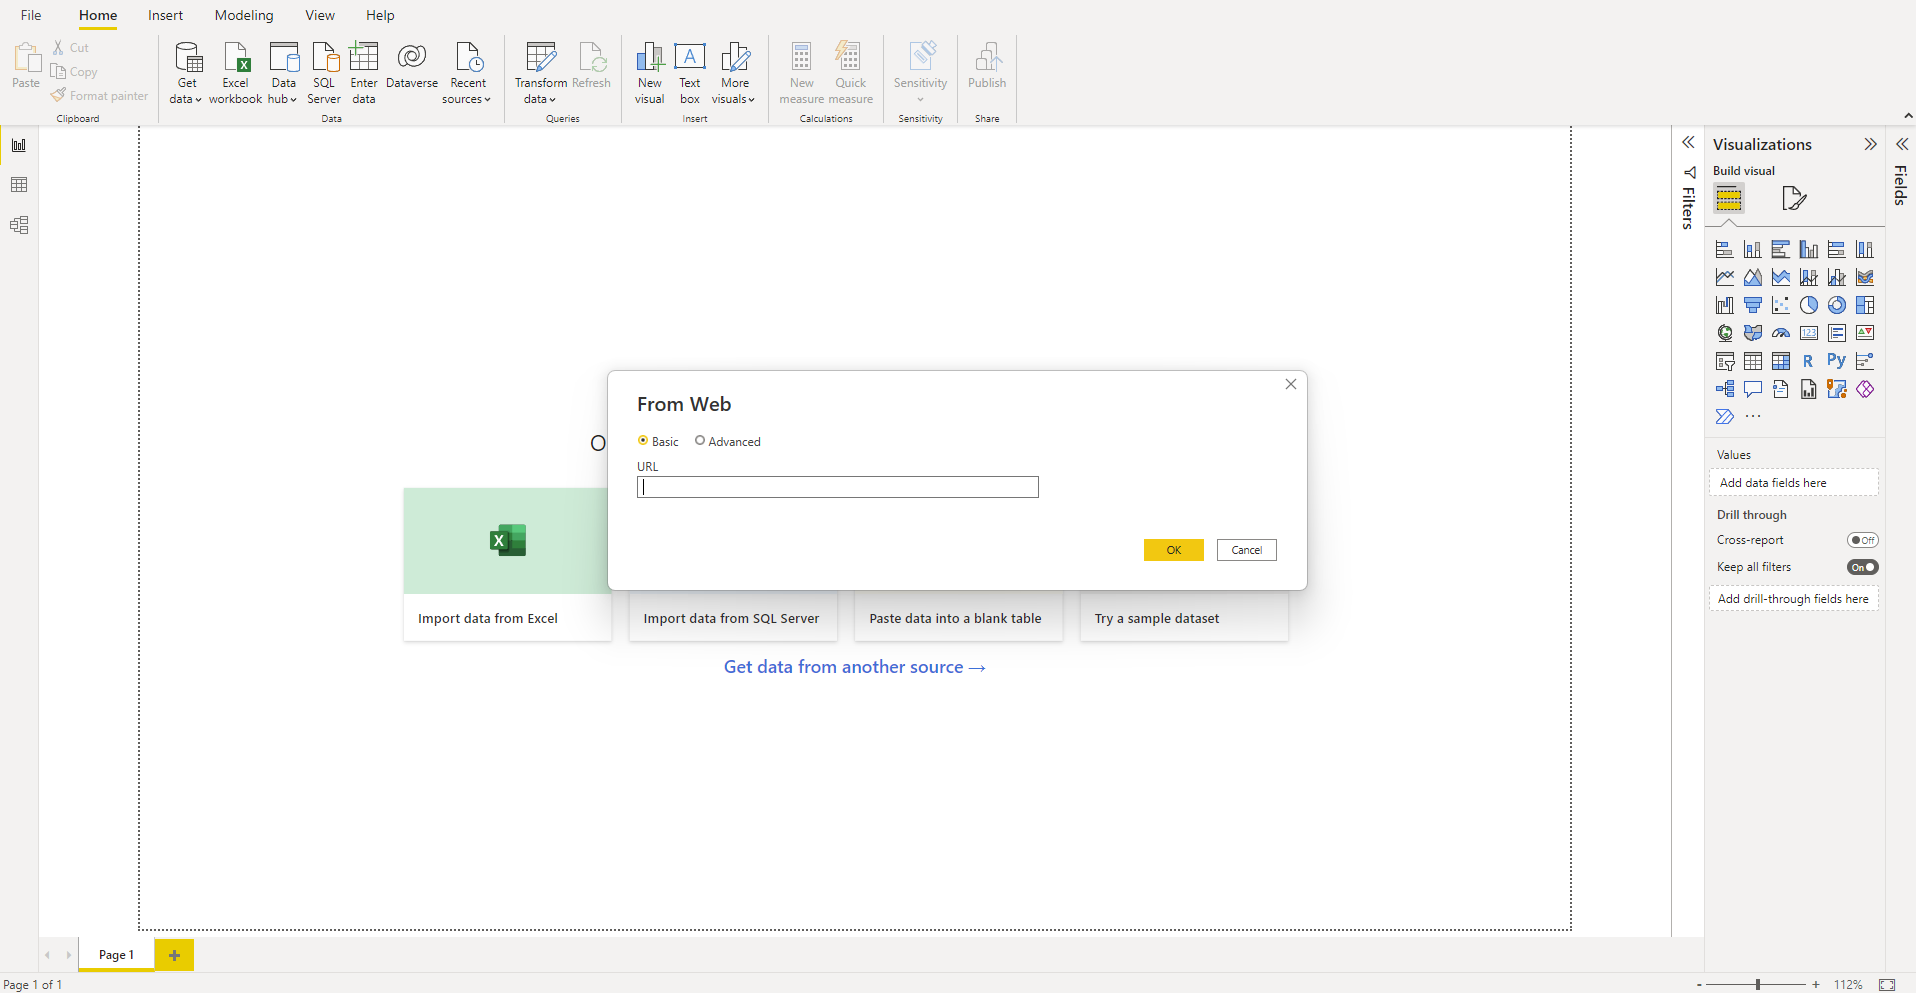 File Home Insert Modeling View Help
Paste
Cut
Copy
Format painter
Clipboard
Get data
Excel workbook
Data hub
SQL Server
Enter data
Dataverse
Recent sources
Data
Transform data
Refresh
Queries
New visual
Text box
More visuals
Insert
New measure
Quick measure
Calculations
Sensitivity
Sensitivity
Publish
Share
Filters
Visualizations
Build visual
123
R
Py
Values
Add data fields here
Drill through
Cross-report Off
Keep all filters On
Add drill-through fields here
Fields
From Web
Basic Advanced
URL
OK Cancel
O
X
Import data from Excel
Import data from SQL Server
Paste data into a blank table
Try a sample dataset
Get data from another source →
Page 1
+
Page 1 of 1
- + 112%